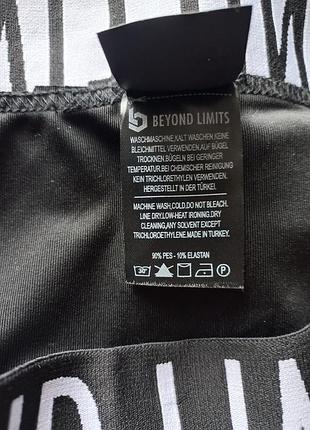 BEYOND LIMITS
WASCHMASCHINE,KALT WASCHEN.KEINE
BLEICHMITTEL VERWENDEN.AUF BÜGEL
TROCKNEN.BÜGELN BEI GERINGER
TEMPERATUR.BEI CHEMISCHER REINIGUNG
KEIN TRICHLORETHYLEN VERWENDEN.
HERGESTELLT IN DER TÜRKEI.
MACHINE WASH,COLD.DO NOT BLEACH.
LINE DRY.LOW-HEAT IRONING.DRY
CLEANING,ANY SOLVENT EXCEPT
TRICHLOROETHYLENE.MADE IN TURKEY.
90% PES - 10% ELASTAN
30°
P